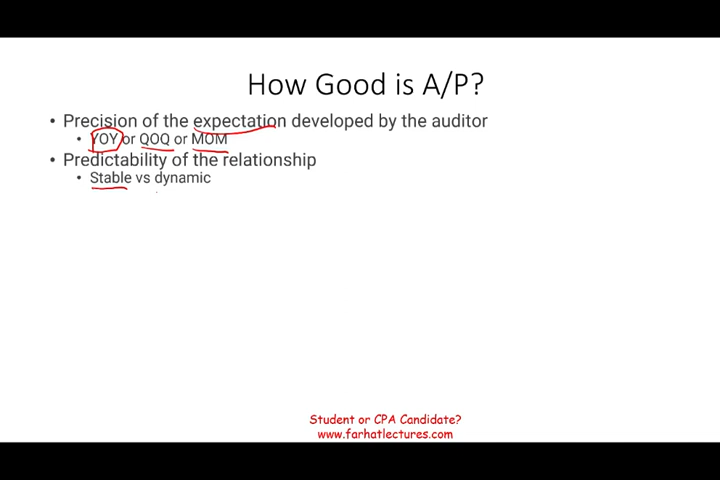 How Good is A/P?
• Precision of the expectation developed by the auditor
• YOY or QOQ or MOM
• Predictability of the relationship
• Stable vs dynamic
Student or CPA Candidate?
www.farhatlectures.com